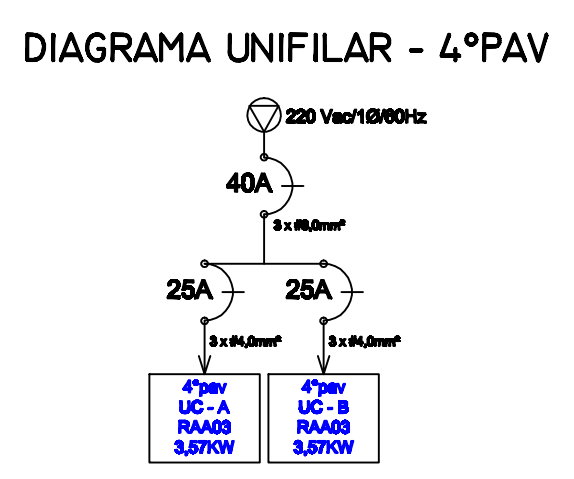 DIAGRAMA UNIFILAR - 4°PAV
220 Vac/1Ø/60Hz
40A
3 x #6,0mm²
25A
25A
3 x #4,0mm²
3 x #4,0mm²
4°pav
UC - A
RAA03
3,57KW
4°pav
UC - B
RAA03
3,57KW